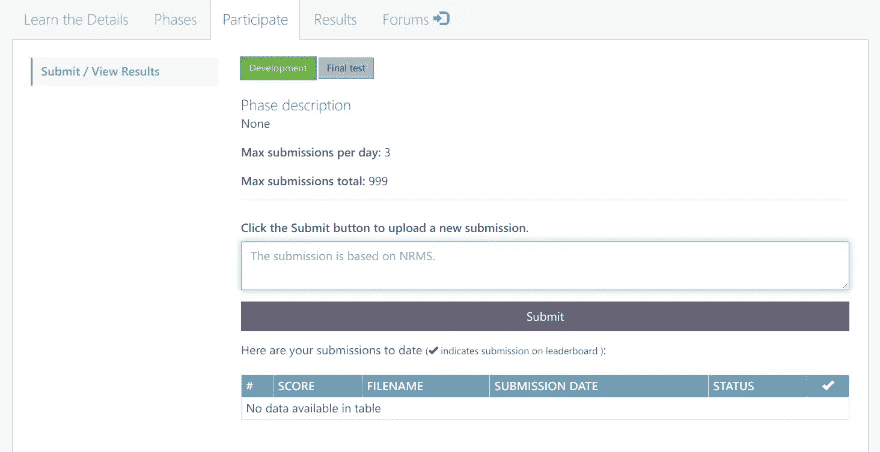 Learn the Details Phases Participate Results Forums
Submit / View Results
Development Final test
Phase description
None
Max submissions per day: 3
Max submissions total: 999
Click the Submit button to upload a new submission.
The submission is based on NRMS.
Submit
Here are your submissions to date (✔ indicates submission on leaderboard ):
# SCORE FILENAME SUBMISSION DATE STATUS ✔
No data available in table